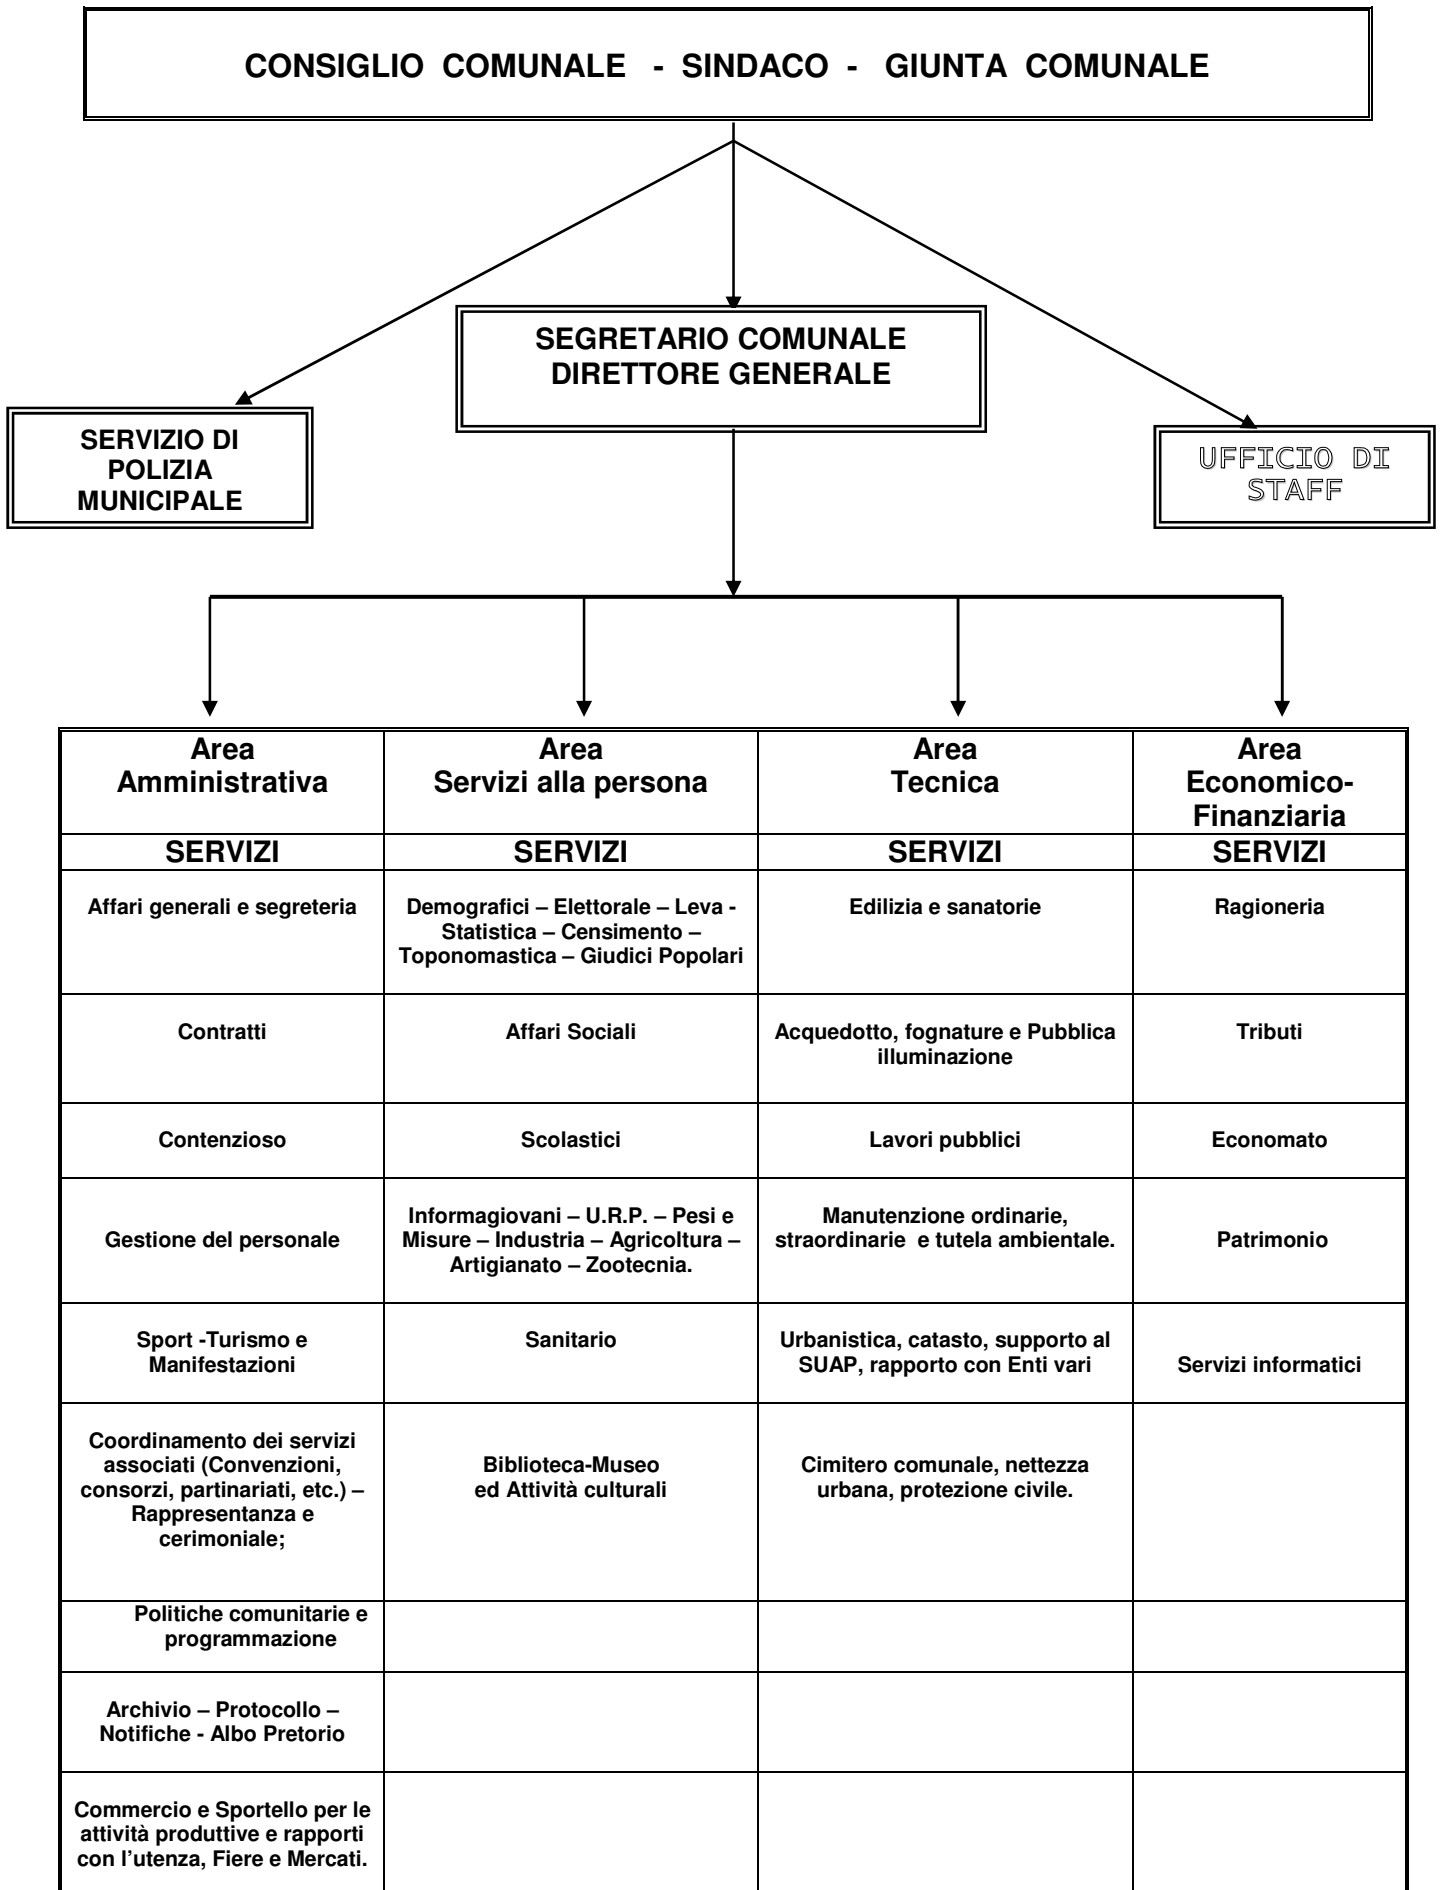 CONSIGLIO COMUNALE - SINDACO - GIUNTA COMUNALE
SEGRETARIO COMUNALE
DIRETTORE GENERALE
SERVIZIO DI
POLIZIA
MUNICIPALE
UFFICIO DI
STAFF
Area
Amministrativa
Area
Servizi alla persona
Area
Tecnica
Area
Economico-
Finanziaria
SERVIZI
SERVIZI
SERVIZI
SERVIZI
Affari generali e segreteria
Demografici – Elettorale – Leva -
Statistica – Censimento –
Toponomastica – Giudici Popolari
Edilizia e sanatorie
Ragioneria
Contratti
Affari Sociali
Acquedotto, fognature e Pubblica
illuminazione
Tributi
Contenzioso
Scolastici
Lavori pubblici
Economato
Gestione del personale
Informagiovani – U.R.P. – Pesi e
Misure – Industria – Agricoltura –
Artigianato – Zootecnia.
Manutenzione ordinarie,
straordinarie e tutela ambientale.
Patrimonio
Sport -Turismo e
Manifestazioni
Sanitario
Urbanistica, catasto, supporto al
SUAP, rapporto con Enti vari
Servizi informatici
Coordinamento dei servizi
associati (Convenzioni,
consorzi, partinariati, etc.) –
Rappresentanza e
cerimoniale;
Biblioteca-Museo
ed Attività culturali
Cimitero comunale, nettezza
urbana, protezione civile.
Politiche comunitarie e
programmazione
Archivio – Protocollo –
Notifiche - Albo Pretorio
Commercio e Sportello per le
attività produttive e rapporti
con l'utenza, Fiere e Mercati.